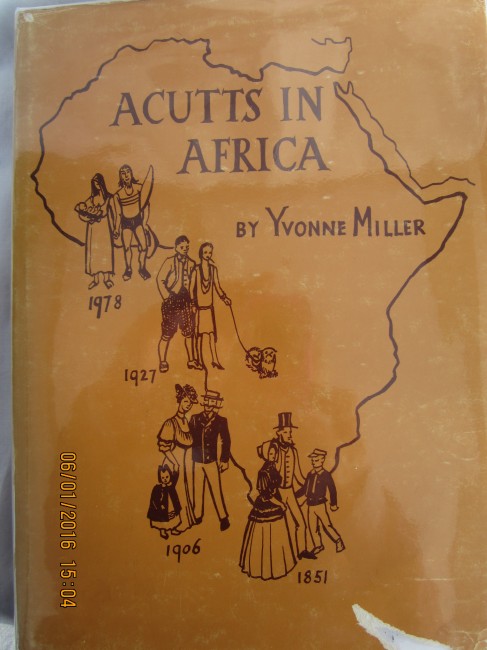 ACUTTS IN
AFRICA
BY YVONNE MILLER
1978
1927
1906
1851
06/01/2016 15:04